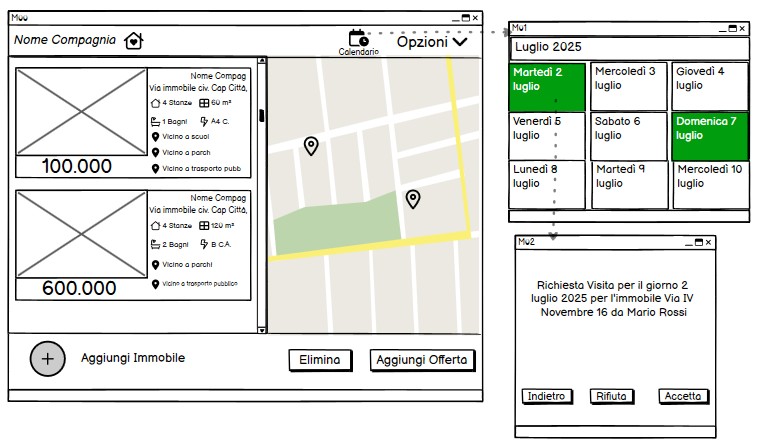 Mu0
Nome Compagnia
Calendario
Opzioni
Nome Compag
Via immobile civ. Cap Città,
4 Stanze
60 m²
1 Bagni
A4 C.
Vicino a scuol
Vicino a parch
Vicino a trasporto pubb
100.000
Nome Compag
Via immobile civ. Cap Città,
4 Stanze
120 m²
2 Bagni
B C.A.
Vicino a parchi
Vicino a trasporto pubblico
600.000
+
Aggiungi Immobile
Elimina
Aggiungi Offerta
Mu1
Luglio 2025
Martedì 2
luglio
Mercoledì 3
luglio
Giovedì 4
luglio
Venerdì 5
luglio
Sabato 6
luglio
Domenica 7
luglio
Lunedì 8
luglio
Martedì 9
luglio
Mercoledì 10
luglio
Mu2
Richiesta Visita per il giorno 2
luglio 2025 per l'immobile Via IV
Novembre 16 da Mario Rossi
Indietro
Rifiuta
Accetta